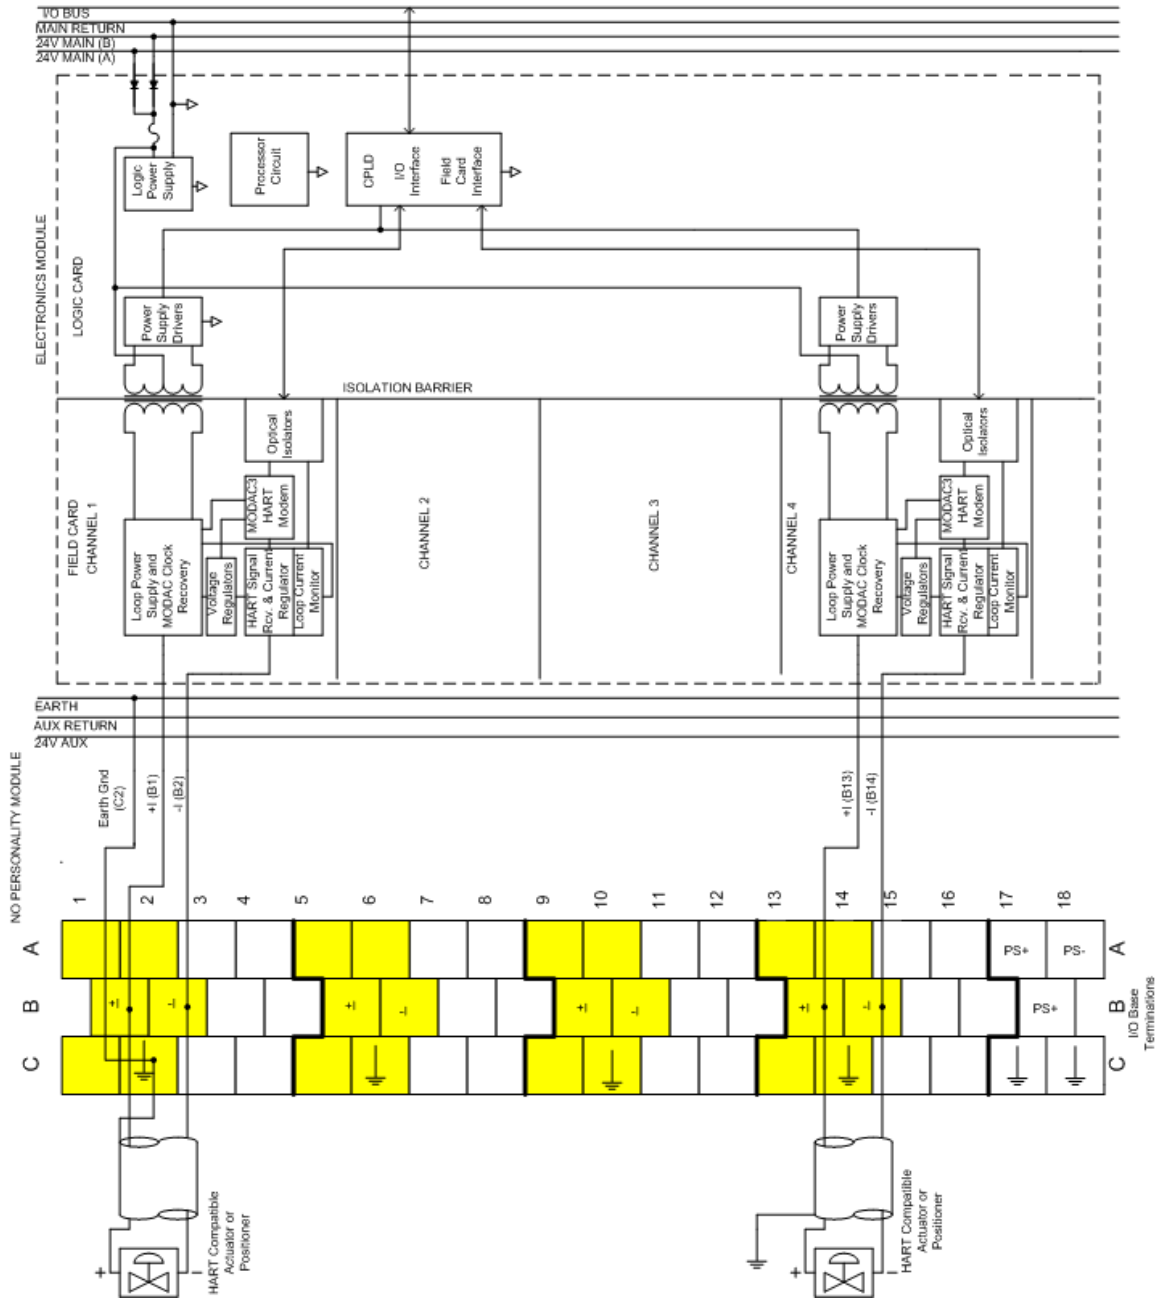 I/O BUS
MAIN RETURN
24V MAIN (B)
24V MAIN (A)
ELECTRONICS MODULE
LOGIC CARD
Logic
Power
Supply
Processor
Circuit
CPLD
I/O
Interface
Field
Card
Interface
Power
Supply
Drivers
Power
Supply
Drivers
ISOLATION BARRIER
FIELD CARD
CHANNEL 1
Optical
Isolators
MODAC3
HART
Modem
Loop Power
Supply and
MODAC Clock
Recovery
Voltage
Regulators
HART Signal
Rcv. & Current
Regulator
Loop Current
Monitor
CHANNEL 2
CHANNEL 3
CHANNEL 4
Optical
Isolators
MODAC3
HART
Modem
Loop Power
Supply and
MODAC Clock
Recovery
Voltage
Regulators
HART Signal
Rcv. & Current
Regulator
Loop Current
Monitor
EARTH
AUX RETURN
24V AUX
NO PERSONALITY MODULE
Earth Gnd
(C2)
+I (B1)
-I (B2)
+I (B13)
-I (B14)
1 2 3 4 5 6 7 8 9 10 11 12 13 14 15 16 17 18
A PS+ PS- A
B +I -I +I -I +I -I +I -I PS+ B
C C
I/O Base
Terminations
+ -
HART Compatible
Actuator or
Positioner
+ -
HART Compatible
Actuator or
Positioner